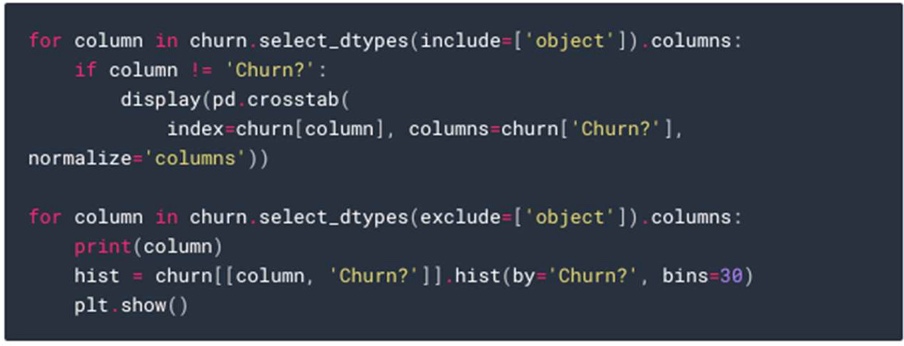 for column in churn.select_dtypes(include=['object']).columns:
    if column != 'Churn?':
        display(pd.crosstab(
            index=churn[column], columns=churn['Churn?'],
normalize='columns'))

for column in churn.select_dtypes(exclude=['object']).columns:
    print(column)
    hist = churn[[column, 'Churn?']].hist(by='Churn?', bins=30)
    plt.show()